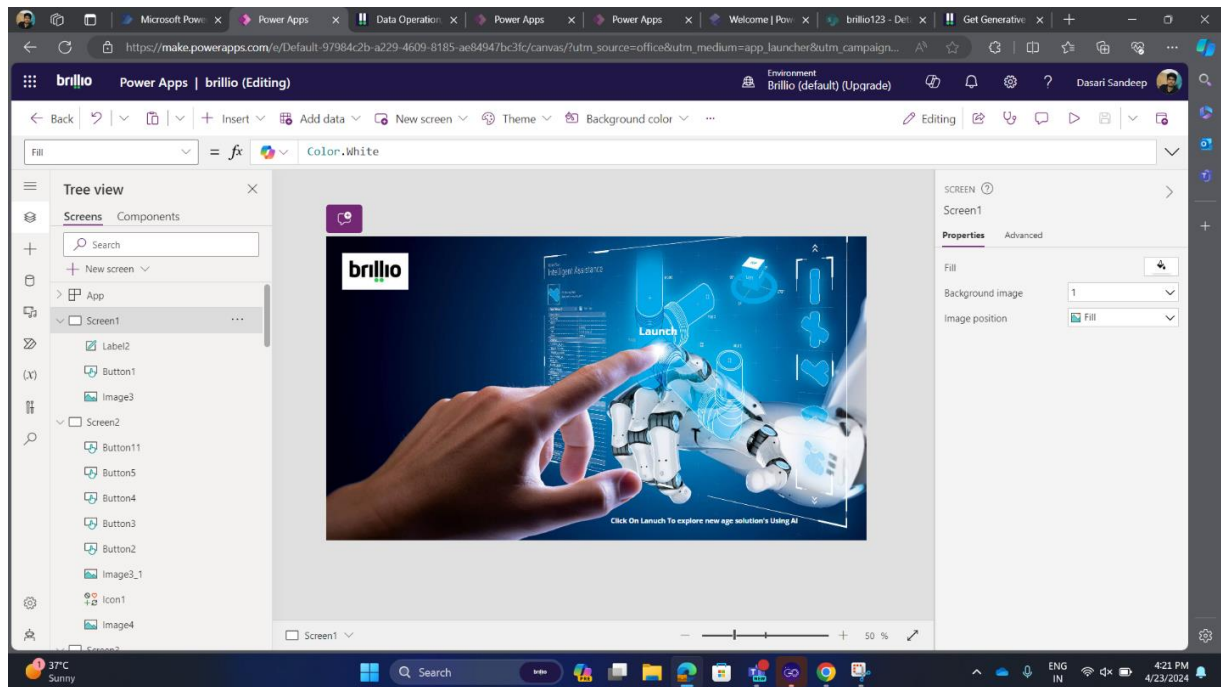 Microsoft Powe
Power Apps
Data Operation
Power Apps
Power Apps
Welcome | Pow
brillio123 - Det
Get Generative
https://make.powerapps.com/e/Default-97984c2b-a229-4609-8185-ae84947bc3fc/canvas/?utm_source=office&utm_medium=app_launcher&utm_campaign...
brillio
Power Apps | brillio (Editing)
Environment
Brillio (default) (Upgrade)
Dasari Sandeep
Back
Insert
Add data
New screen
Theme
Background color
Editing
Fill
= fx
Color.White
Tree view
Screens Components
Search
New screen
App
Screen1
Label2
Button1
Image3
Screen2
Button11
Button5
Button4
Button3
Button2
Image3_1
Icon1
Image4
Screen3
brillio
Intelligent Assistance
Launch
Click On Lanuch To explore new age solution's Using AI
SCREEN
Screen1
Properties Advanced
Fill
Background image 1
Image position Fill
Screen1
50 %
1
37°C
Sunny
Search
brillio
ENG
IN
4:21 PM
4/23/2024